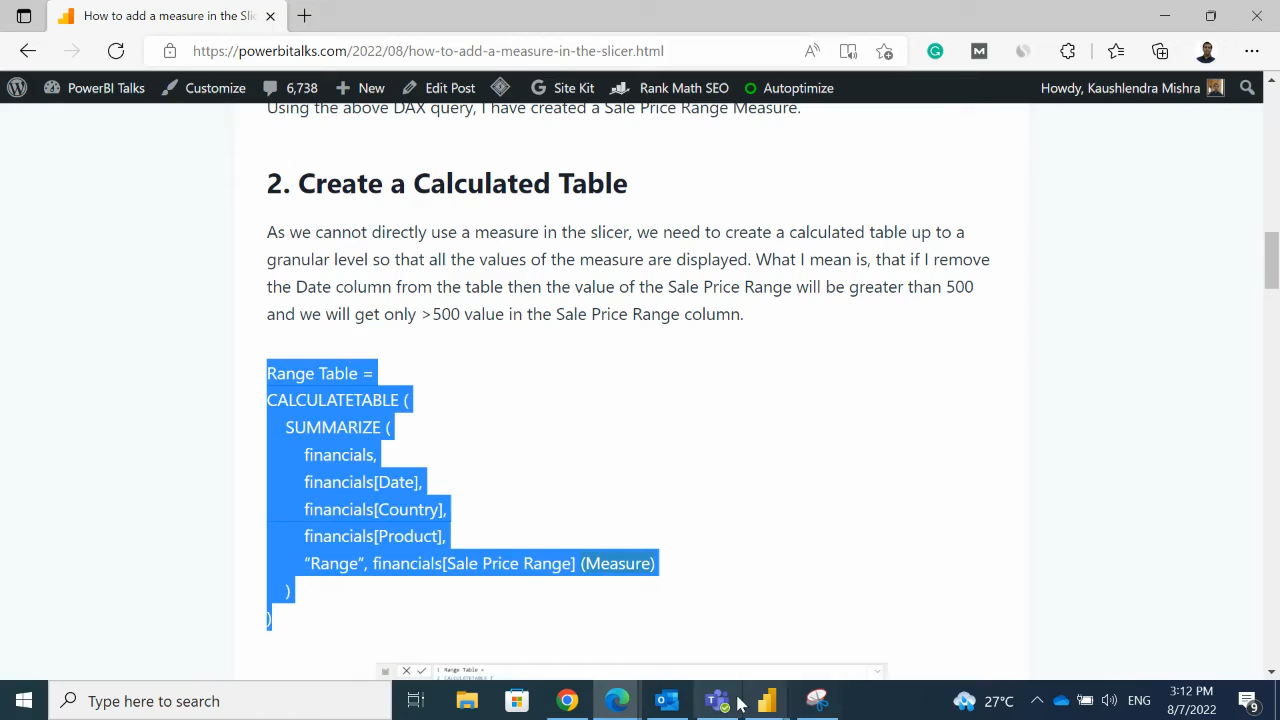 How to add a measure in the Slic
https://powerbitalks.com/2022/08/how-to-add-a-measure-in-the-slicer.html
PowerBI Talks
Customize
6,738
New
Edit Post
Site Kit
Rank Math SEO
Autoptimize
Howdy, Kaushlendra Mishra
Using the above DAX query, I have created a Sale Price Range Measure.
2. Create a Calculated Table
As we cannot directly use a measure in the slicer, we need to create a calculated table up to a
granular level so that all the values of the measure are displayed. What I mean is, that if I remove
the Date column from the table then the value of the Sale Price Range will be greater than 500
and we will get only >500 value in the Sale Price Range column.
Range Table =
CALCULATETABLE (
SUMMARIZE (
financials,
financials[Date],
financials[Country],
financials[Product],
“Range”, financials[Sale Price Range] (Measure)
)
)
1 Range Table =
2 CALCULATETABLE (
Type here to search
27°C
ENG
3:12 PM
8/7/2022
9